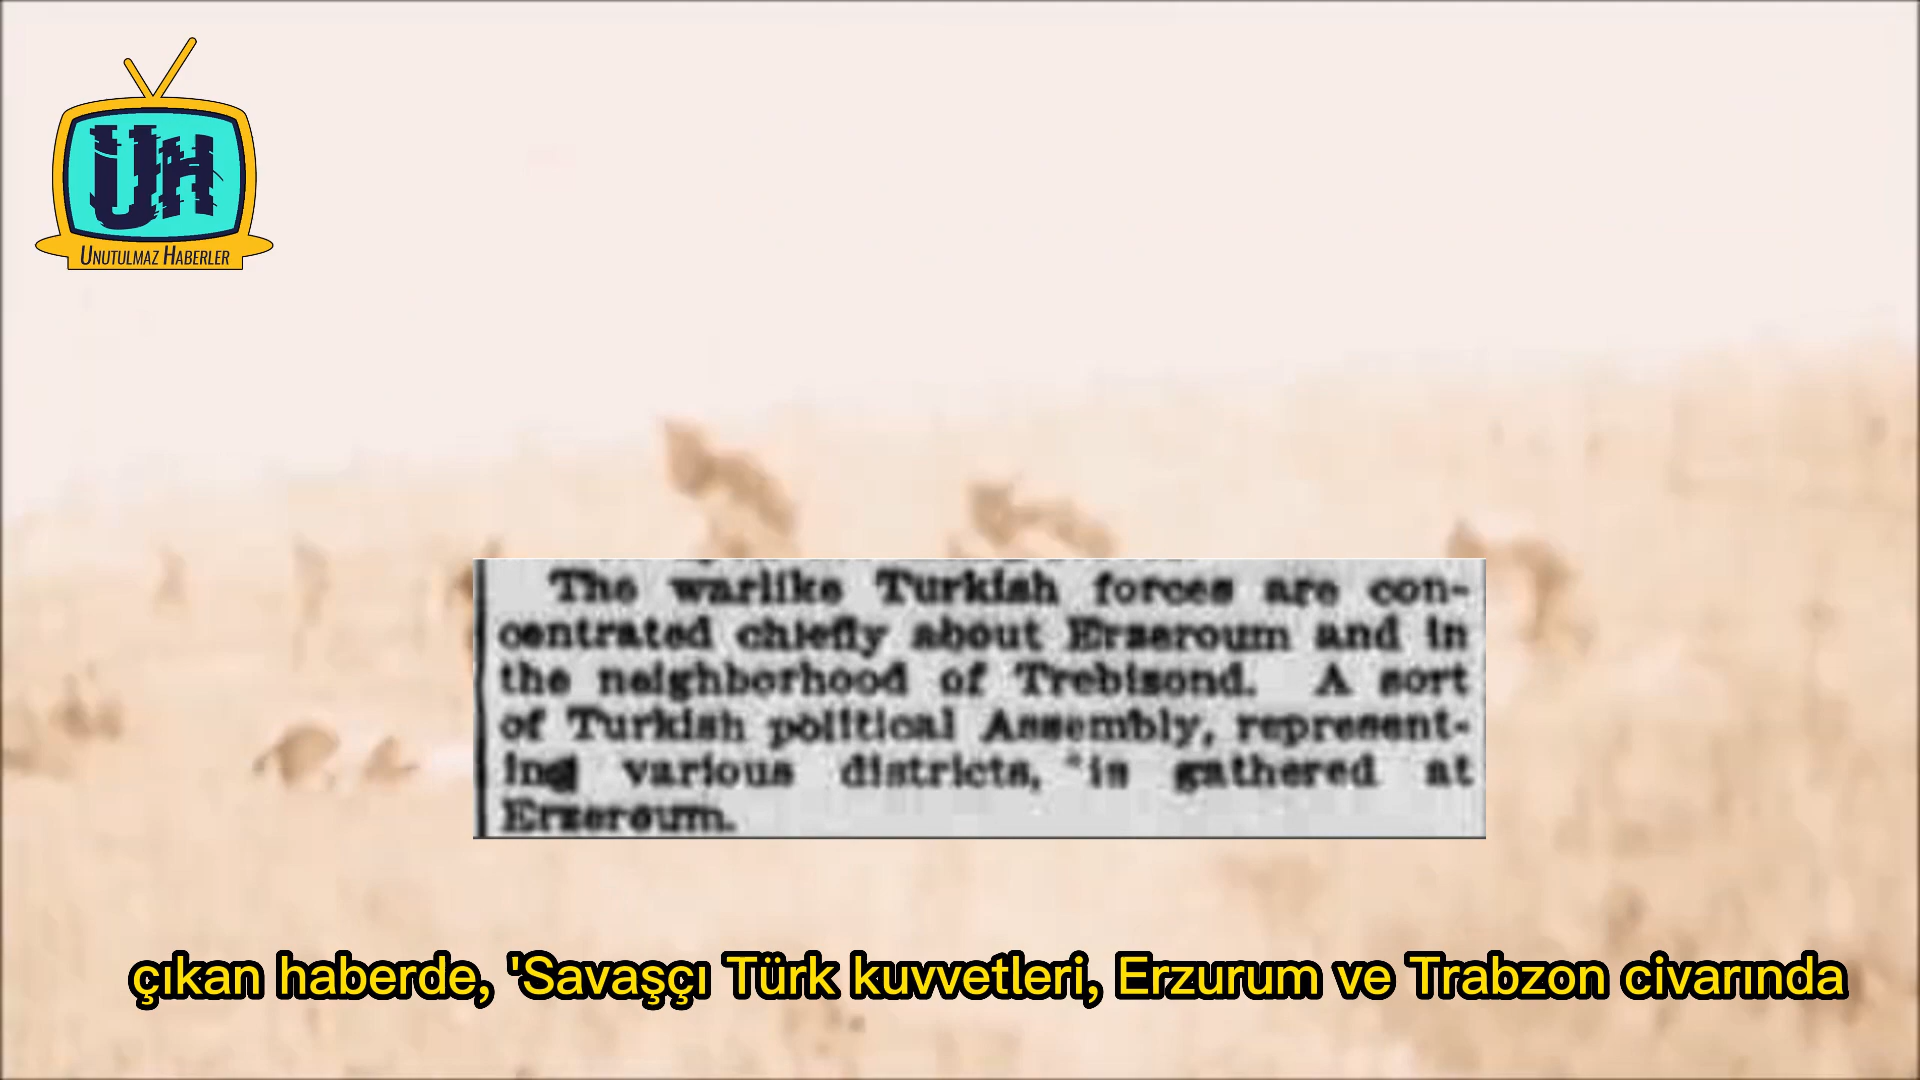 UH
UNUTULMAZ HABERLER
The warlike Turkish forces are con-
centrated chiefly about Erzeroum and in
the neighborhood of Trebizond. A sort
of Turkish political Assembly, represent-
ing various districts, is gathered at
Erzeroum.
çıkan haberde, 'Savaşçı Türk kuvvetleri, Erzurum ve Trabzon civarında